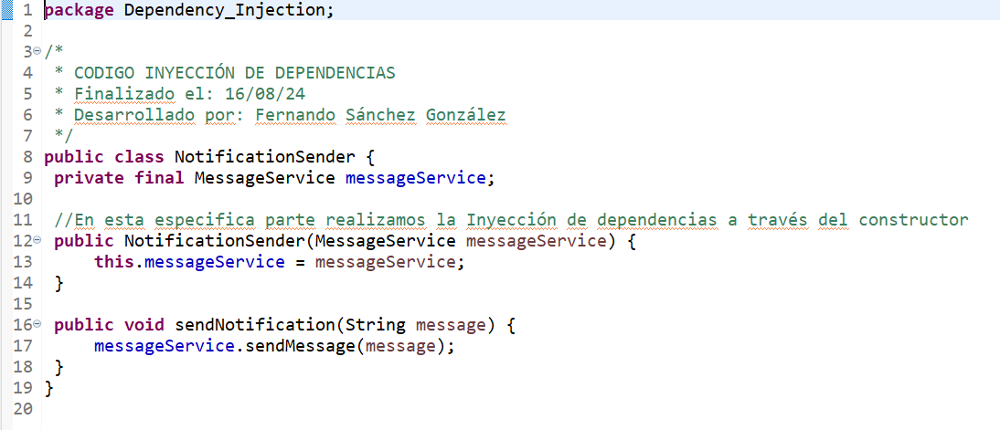 1 package Dependency_Injection;
2
3 /*
4 * CODIGO INYECCIÓN DE DEPENDENCIAS
5 * Finalizado el: 16/08/24
6 * Desarrollado por: Fernando Sánchez González
7 */
8 public class NotificationSender {
9 private final MessageService messageService;
10
11 //En esta especifica parte realizamos la Inyección de dependencias a través del constructor
12 public NotificationSender(MessageService messageService) {
13 this.messageService = messageService;
14 }
15
16 public void sendNotification(String message) {
17 messageService.sendMessage(message);
18 }
19 }
20